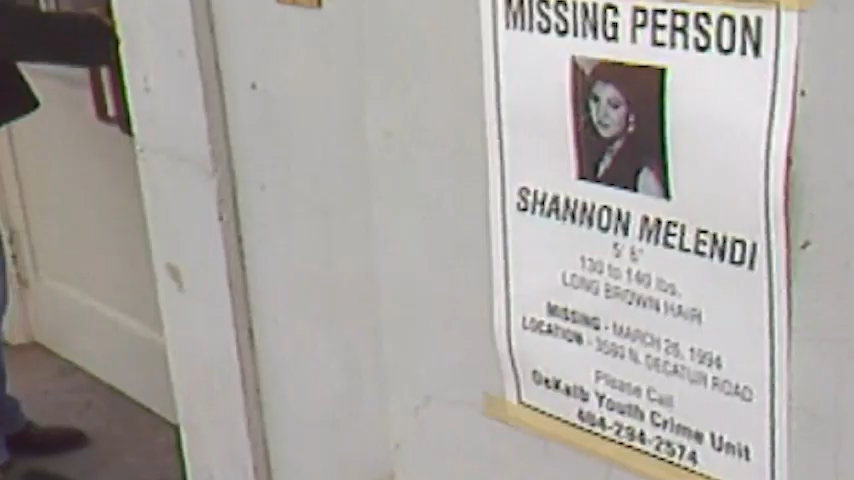 MISSING PERSON
SHANNON MELENDI
5' 6"
130 to 140 lbs.
LONG BROWN HAIR
MISSING - MARCH 26, 1994
LOCATION - 3593 N. DECATUR ROAD
Please Call
DeKalb Youth Crime Unit
404-294-2574